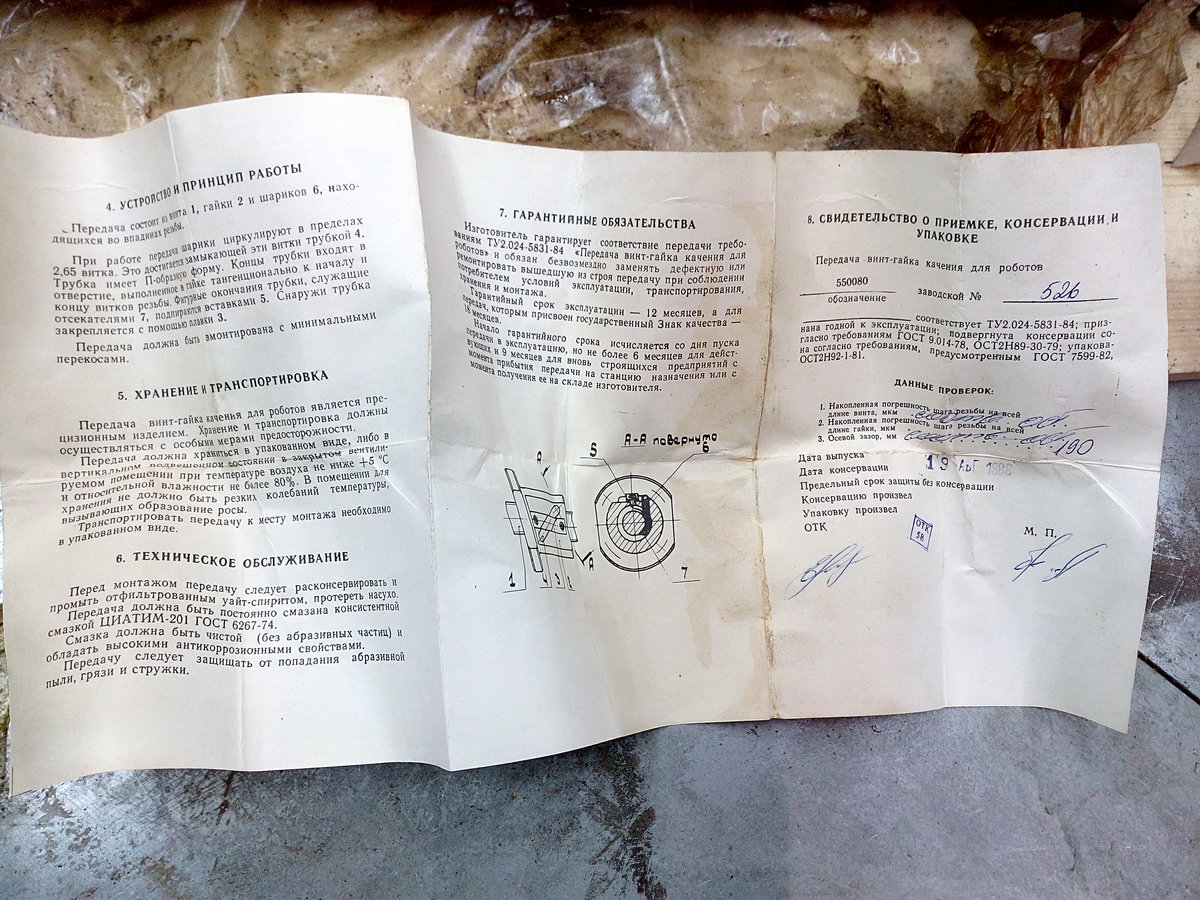 4. УСТРОЙСТВО И ПРИНЦИП РАБОТЫ
Передача состоит из винта 1, гайки 2 и шариков 6, нахо-
дящихся во впадинах резьбы.
При работе передачи шарики циркулируют в пределах
2,65 витка. Это достигается замыкающей эти витки трубкой 4.
Трубка имеет П-образную форму. Концы трубки входят в
отверстие, выполненное в гайке тангенционально к началу и
концу витков резьбы. Фигурные окончания трубки, служащие
отсекателями 7, подпираются вставками 5. Снаружи трубка
закрепляется с помощью планки 3.
Передача должна быть вмонтирована с минимальными
перекосами.
5. ХРАНЕНИЕ И ТРАНСПОРТИРОВКА
Передача винт-гайка качения для роботов является пре-
цизионным изделием. Хранение и транспортировка должны
осуществляться с особыми мерами предосторожности.
Передача должна храниться в упакованном виде, либо в
вертикальном подвешенном состоянии в закрытом вентили-
руемом помещении при температуре воздуха не ниже +5 °С
и относительной влажности не более 80%. В помещении для
хранения не должно быть резких колебаний температуры,
вызывающих образование росы.
Транспортировать передачу к месту монтажа необходимо
в упакованном виде.
6. ТЕХНИЧЕСКОЕ ОБСЛУЖИВАНИЕ
Перед монтажом передачу следует расконсервировать и
промыть отфильтрованным уайт-спиритом, протереть насухо.
Передача должна быть постоянно смазана консистентной
смазкой ЦИАТИМ-201 ГОСТ 6267-74.
Смазка должна быть чистой (без абразивных частиц) и
обладать высокими антикоррозионными свойствами.
Передачу следует защищать от попадания абразивной
пыли, грязи и стружки.
7. ГАРАНТИЙНЫЕ ОБЯЗАТЕЛЬСТВА
Изготовитель гарантирует соответствие передачи требо-
ваниям ТУ2.024-5831-84 «Передача винт-гайка качения для
роботов» и обязан безвозмездно заменять дефектную или
ремонтировать вышедшую из строя передачу при соблюдении
потребителем условий эксплуатации, транспортирования,
хранения и монтажа.
Гарантийный срок эксплуатации — 12 месяцев, а для
передач, которым присвоен государственный Знак качества —
18 месяцев.
Начало гарантийного срока исчисляется со дня пуска
передачи в эксплуатацию, но не более 6 месяцев для дейст-
вующих и 9 месяцев для вновь строящихся предприятий с
момента прибытия передачи на станцию назначения или с
момента получения ее на складе изготовителя.
А-А повернуто
5
6
А
А
1
4
3
2
7
8. СВИДЕТЕЛЬСТВО О ПРИЕМКЕ, КОНСЕРВАЦИИ И
УПАКОВКЕ
Передача винт-гайка качения для роботов
550080 заводской № 526
обозначение
соответствует ТУ2.024-5831-84; приз-
нана годной к эксплуатации; подвергнута консервации со-
гласно требованиям ГОСТ 9.014-78, ОСТ2Н89-30-79; упакова-
на согласно требованиям, предусмотренным ГОСТ 7599-82,
ОСТ2Н92-1-81.
ДАННЫЕ ПРОВЕРОК:
1. Накопленная погрешность шага резьбы на всей
длине винта, мкм
2. Накопленная погрешность шага резьбы на всей
длине гайки, мкм
3. Осевой зазор, мм
190
Дата выпуска
Дата консервации 19 АВГ
Предельный срок защиты без консервации
Консервацию произвел
Упаковку произвел
ОТК М. П.
ОТК
38